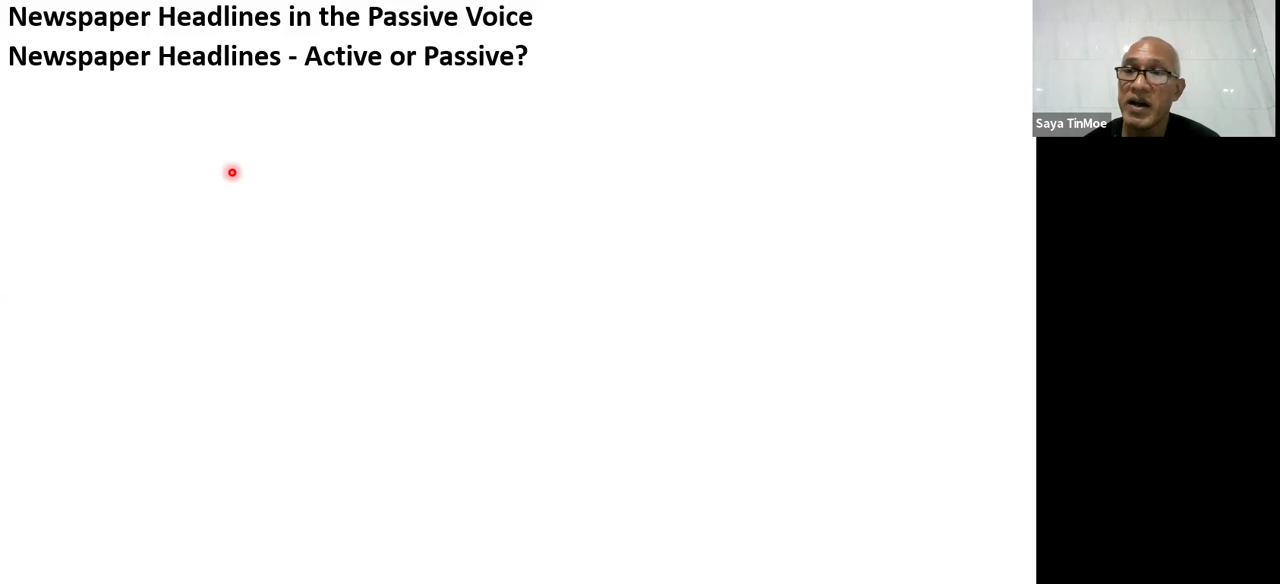 Newspaper Headlines in the Passive Voice
Newspaper Headlines - Active or Passive?
Saya TinMoe